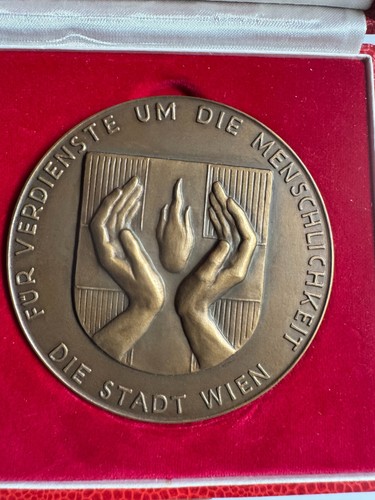 FÜR VERDIENSTE UM DIE MENSCHLICHKEIT
DIE STADT WIEN